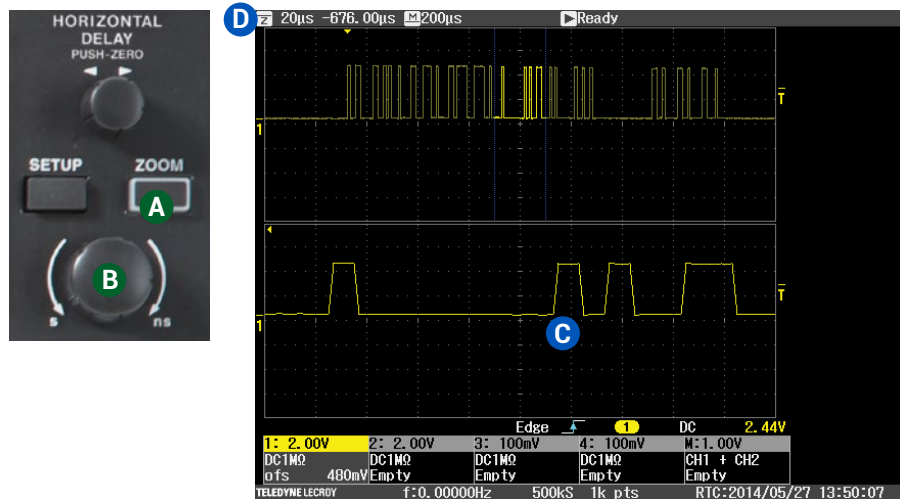 HORIZONTAL
DELAY
PUSH-ZERO
SETUP ZOOM
A
B
s ns
D Z 20µs -676.00µs M 200µs Ready
T
1
T
1
C
Edge 1 DC 2.44V
1: 2.00V 2: 2.00V 3: 100mV 4: 100mV M:1.00V
DC1MΩ DC1MΩ DC1MΩ DC1MΩ CH1 + CH2
ofs 480mV Empty Empty Empty Empty
TELEDYNE LECROY f:0.00000Hz 500kS 1k pts RTC:2014/05/27 13:50:07